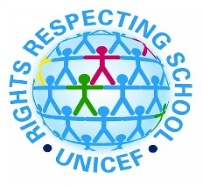 RIGHTS RESPECTING SCHOOL
• UNICEF •